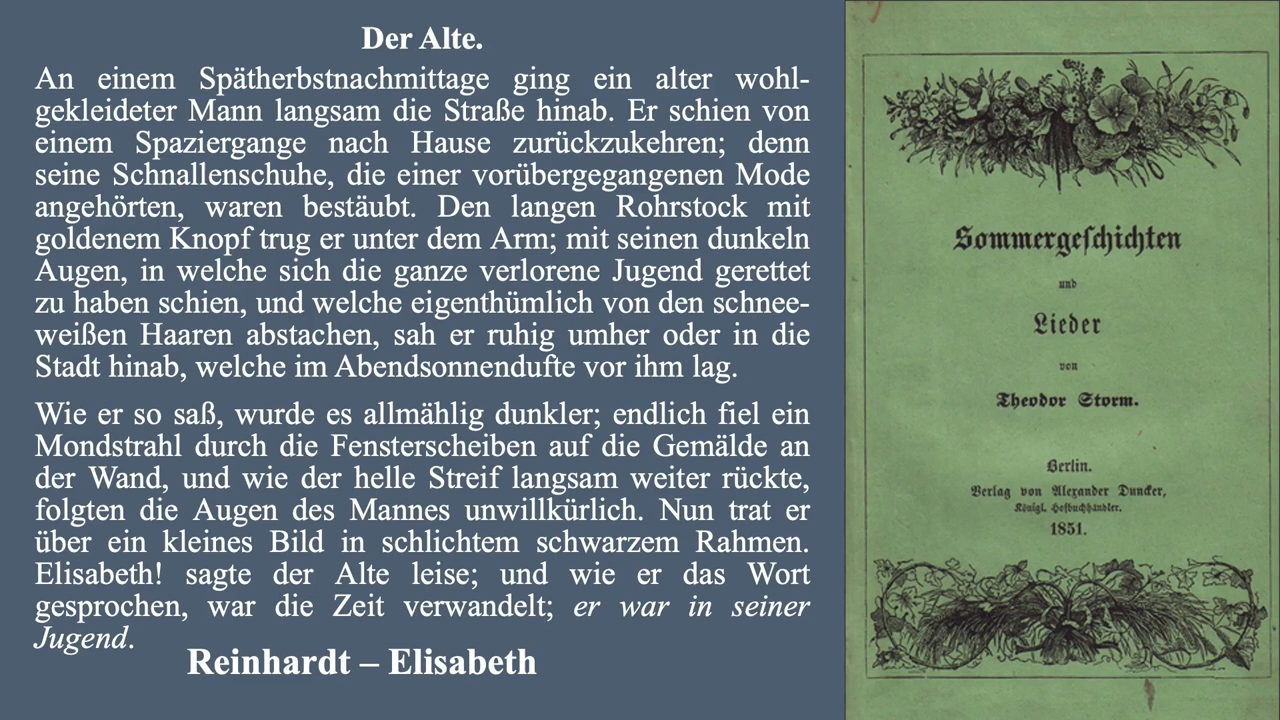 Der Alte.
An einem Spätherbstnachmittage ging ein alter wohl-
gekleideter Mann langsam die Straße hinab. Er schien von
einem Spaziergange nach Hause zurückzukehren; denn
seine Schnallenschuhe, die einer vorübergegangenen Mode
angehörten, waren bestäubt. Den langen Rohrstock mit
goldenem Knopf trug er unter dem Arm; mit seinen dunkeln
Augen, in welche sich die ganze verlorene Jugend gerettet
zu haben schien, und welche eigenthümlich von den schnee-
weißen Haaren abstachen, sah er ruhig umher oder in die
Stadt hinab, welche im Abendsonnendufte vor ihm lag.
Wie er so saß, wurde es allmählig dunkler; endlich fiel ein
Mondstrahl durch die Fensterscheiben auf die Gemälde an
der Wand, und wie der helle Streif langsam weiter rückte,
folgten die Augen des Mannes unwillkürlich. Nun trat er
über ein kleines Bild in schlichtem schwarzem Rahmen.
Elisabeth! sagte der Alte leise; und wie er das Wort
gesprochen, war die Zeit verwandelt; er war in seiner
Jugend.
Reinhardt – Elisabeth
Sommergeſchichten
und
Lieder
von
Theodor Storm.
Berlin.
Verlag von Alexander Duncker,
Königl. Hofbuchhändler.
1851.